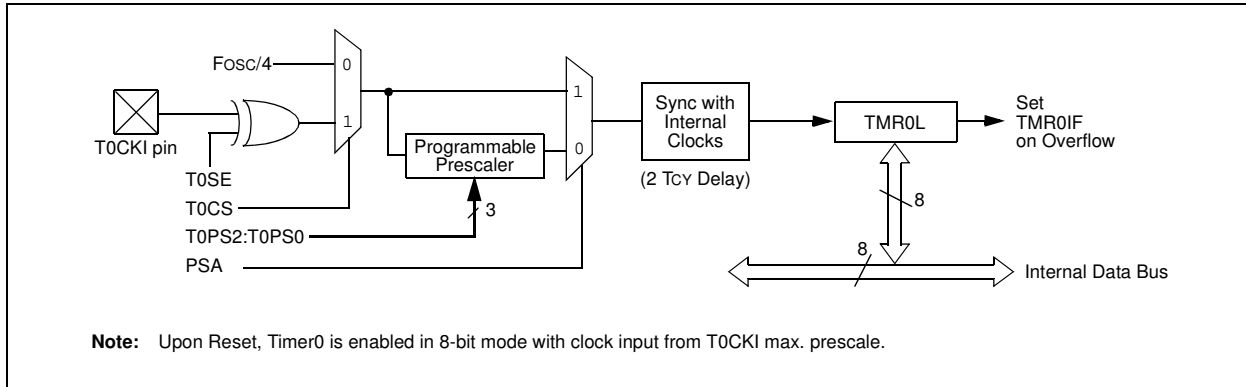 FOSC/4
0
1
T0CKI pin
T0SE
T0CS
T0PS2:T0PS0
PSA
Programmable
Prescaler
3
1
0
Sync with
Internal
Clocks
(2 TCY Delay)
TMR0L
Set
TMR0IF
on Overflow
8
8
Internal Data Bus
Note: Upon Reset, Timer0 is enabled in 8-bit mode with clock input from T0CKI max. prescale.